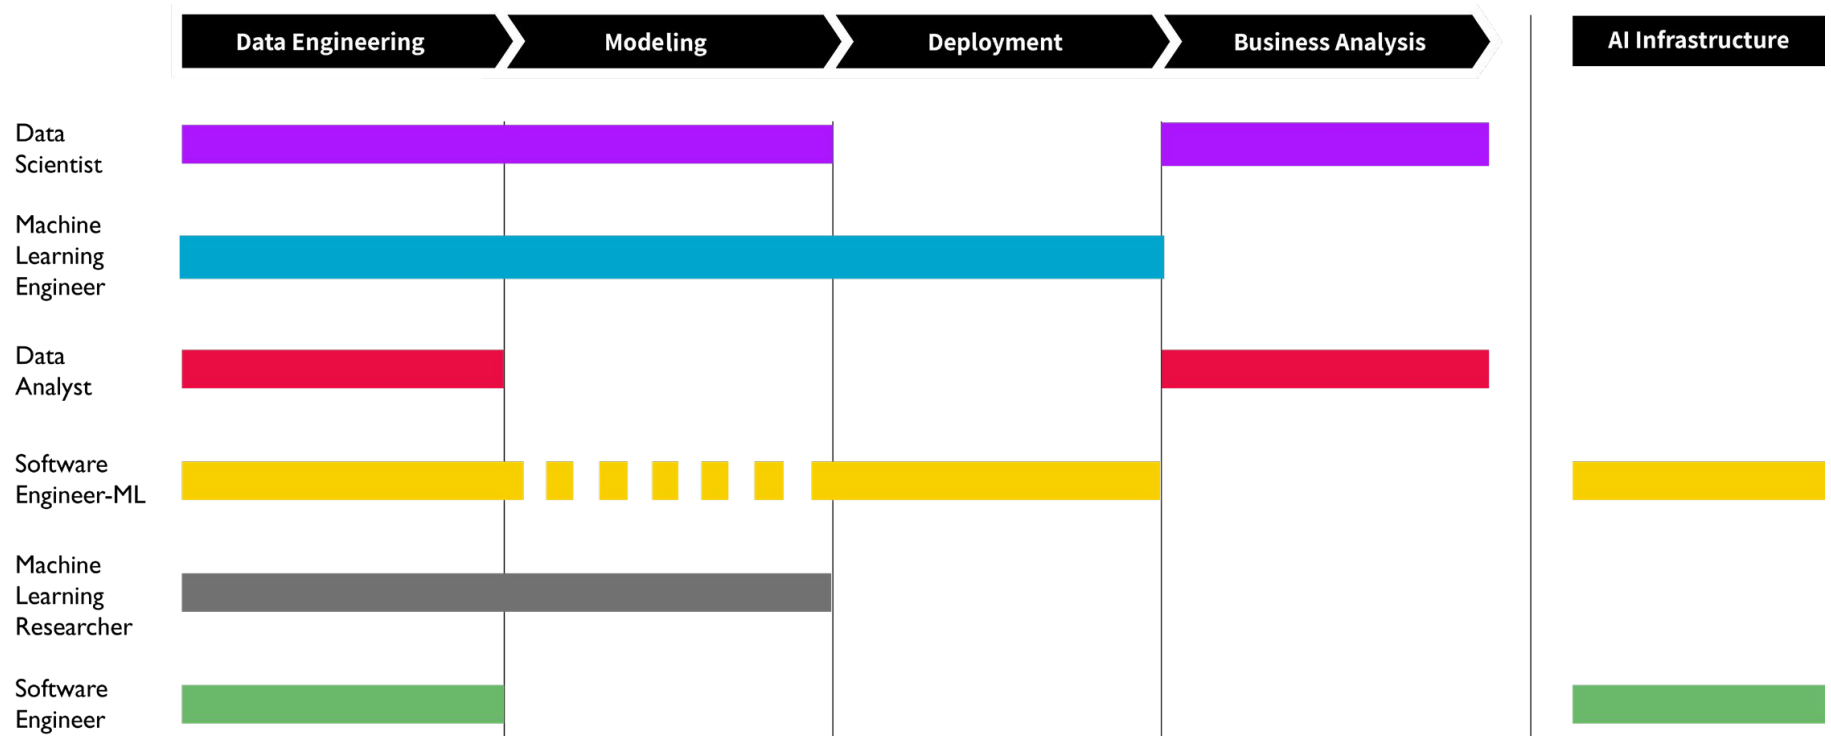 Data Engineering
Modeling
Deployment
Business Analysis
AI Infrastructure
Data
Scientist
Machine
Learning
Engineer
Data
Analyst
Software
Engineer-ML
Machine
Learning
Researcher
Software
Engineer